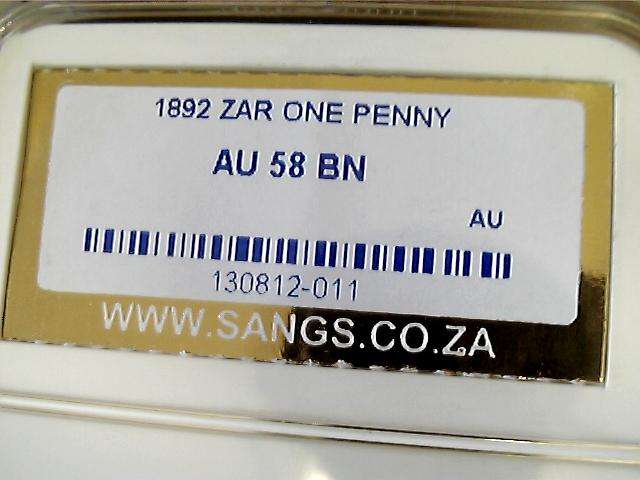 1892 ZAR ONE PENNY
AU 58 BN
AU
130812-011
WWW.SANGS.CO.ZA